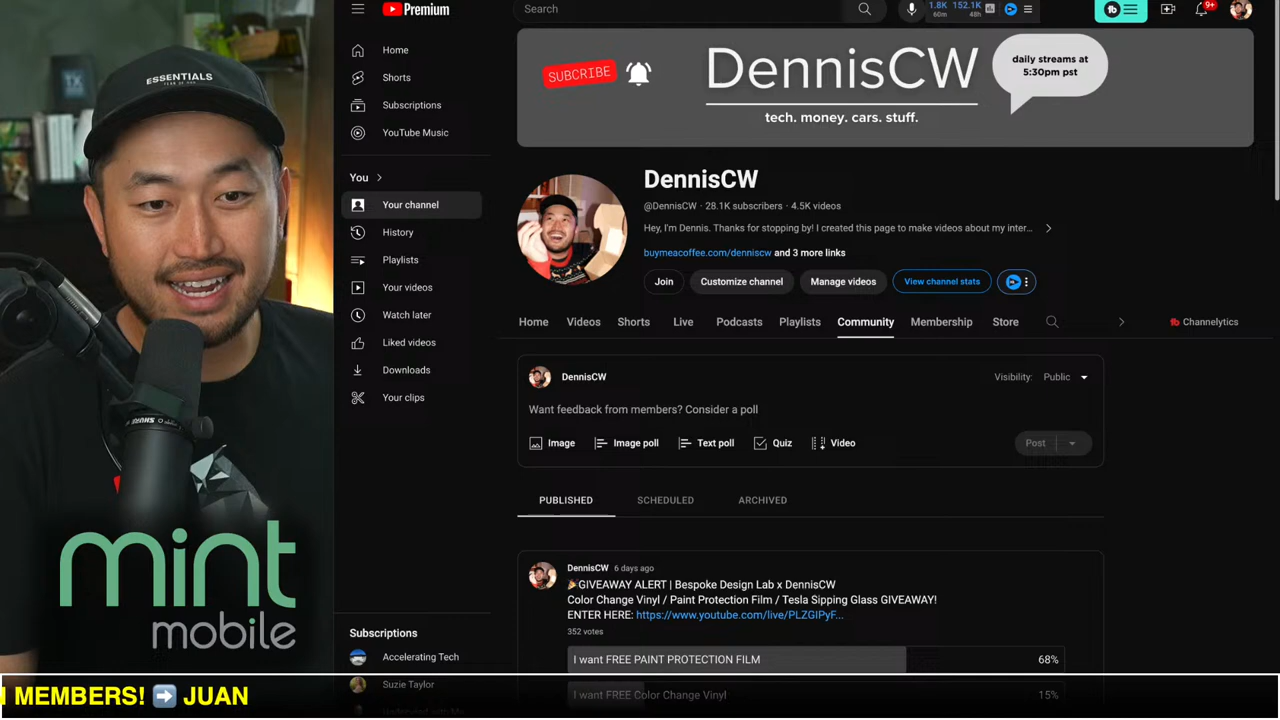 Premium
Search
1.8K 152.1K
60m 48h
9+
Home
Shorts
Subscriptions
YouTube Music
You
Your channel
History
Playlists
Your videos
Watch later
Liked videos
Downloads
Your clips
Subscriptions
Accelerating Tech
Suzie Taylor
SUBCRIBE
DennisCW
tech. money. cars. stuff.
daily streams at
5:30pm pst
DennisCW
@DennisCW · 28.1K subscribers · 4.5K videos
Hey, I'm Dennis. Thanks for stopping by! I created this page to make videos about my inter...
buymeacoffee.com/denniscw and 3 more links
Join Customize channel Manage videos View channel stats
Home Videos Shorts Live Podcasts Playlists Community Membership Store Channelytics
DennisCW Visibility: Public
Want feedback from members? Consider a poll
Image Image poll Text poll Quiz Video Post
PUBLISHED SCHEDULED ARCHIVED
DennisCW 6 days ago
🎉GIVEAWAY ALERT | Bespoke Design Lab x DennisCW
Color Change Vinyl / Paint Protection Film / Tesla Sipping Glass GIVEAWAY!
ENTER HERE: https://www.youtube.com/live/PLZGIPyF...
352 votes
I want FREE PAINT PROTECTION FILM 68%
I want FREE Color Change Vinyl 15%
ESSENTIALS
SHURE
mint
mobile
MEMBERS! ➡️ JUAN